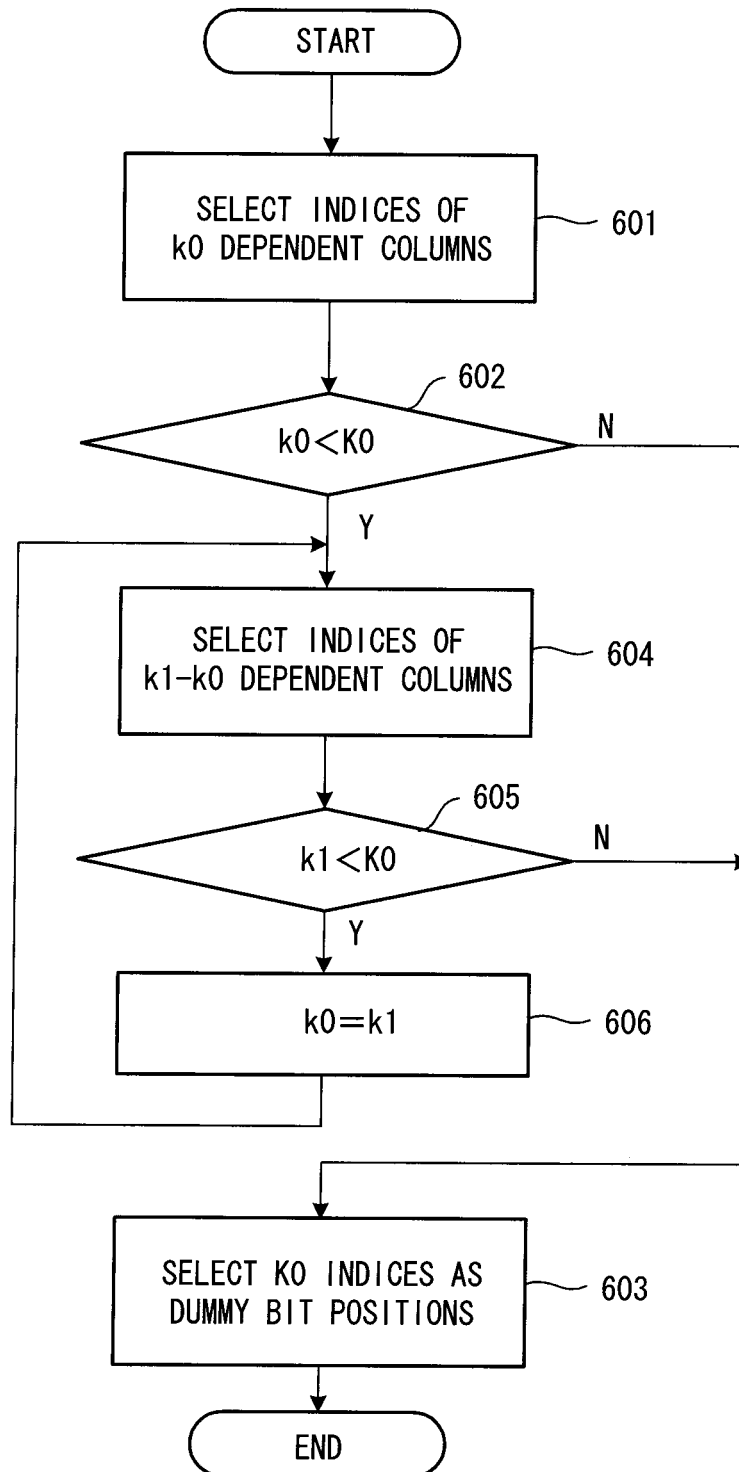 START
SELECT INDICES OF
k0 DEPENDENT COLUMNS
601
602
k0<K0
N
Y
SELECT INDICES OF
k1-k0 DEPENDENT COLUMNS
604
605
k1<K0
N
Y
k0=k1
606
SELECT K0 INDICES AS
DUMMY BIT POSITIONS
603
END